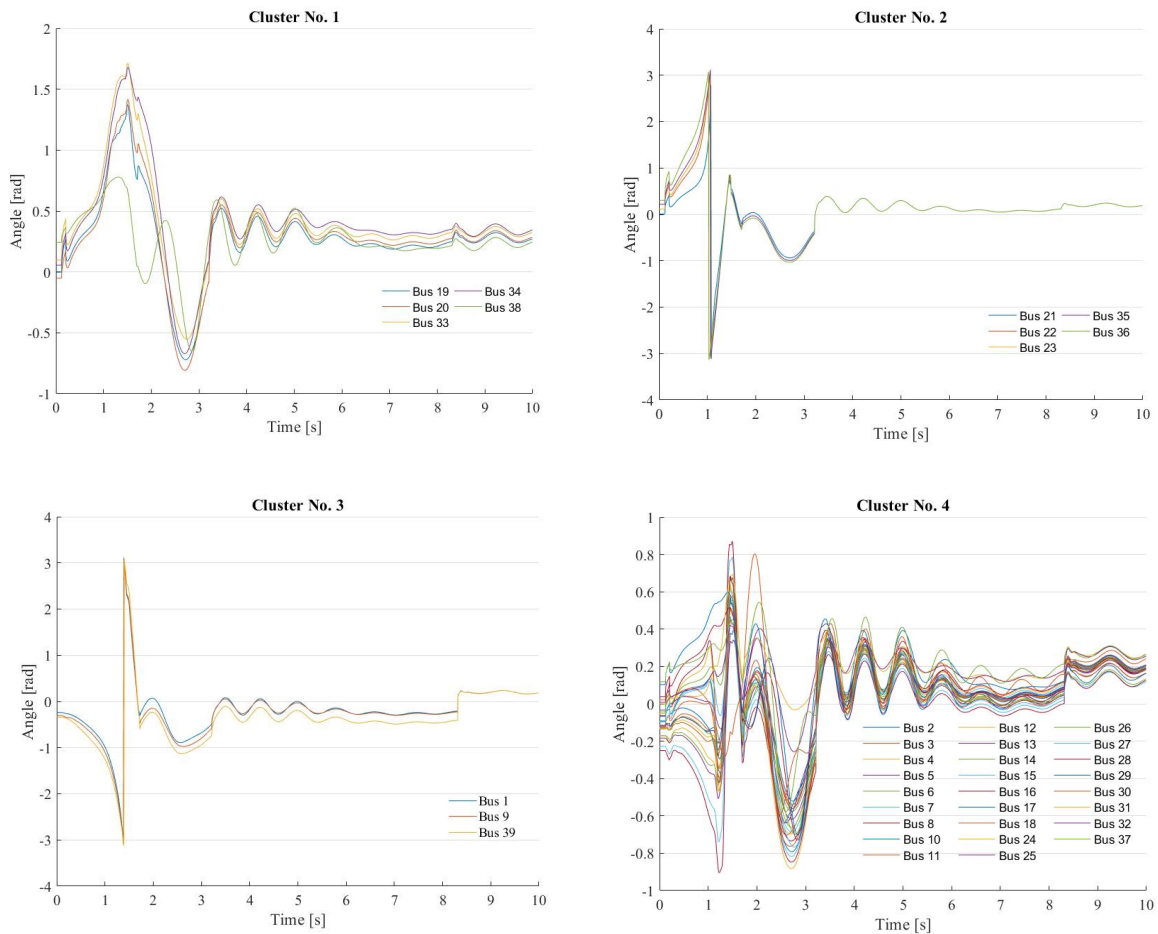 Cluster No. 1
2
1.5
1
0.5
0
-0.5
-1
Angle [rad]
0 1 2 3 4 5 6 7 8 9 10
Time [s]
Bus 19 Bus 34
Bus 20 Bus 38
Bus 33
Cluster No. 2
4
3
2
1
0
-1
-2
-3
-4
Angle [rad]
0 1 2 3 4 5 6 7 8 9 10
Time [s]
Bus 21 Bus 35
Bus 22 Bus 36
Bus 23
Cluster No. 3
4
3
2
1
0
-1
-2
-3
-4
Angle [rad]
0 1 2 3 4 5 6 7 8 9 10
Time [s]
Bus 1
Bus 9
Bus 39
Cluster No. 4
1
0.8
0.6
0.4
0.2
0
-0.2
-0.4
-0.6
-0.8
-1
Angle [rad]
0 1 2 3 4 5 6 7 8 9 10
Time [s]
Bus 2 Bus 12 Bus 26
Bus 3 Bus 13 Bus 27
Bus 4 Bus 14 Bus 28
Bus 5 Bus 15 Bus 29
Bus 6 Bus 16 Bus 30
Bus 7 Bus 17 Bus 31
Bus 8 Bus 18 Bus 32
Bus 10 Bus 24 Bus 37
Bus 11 Bus 25